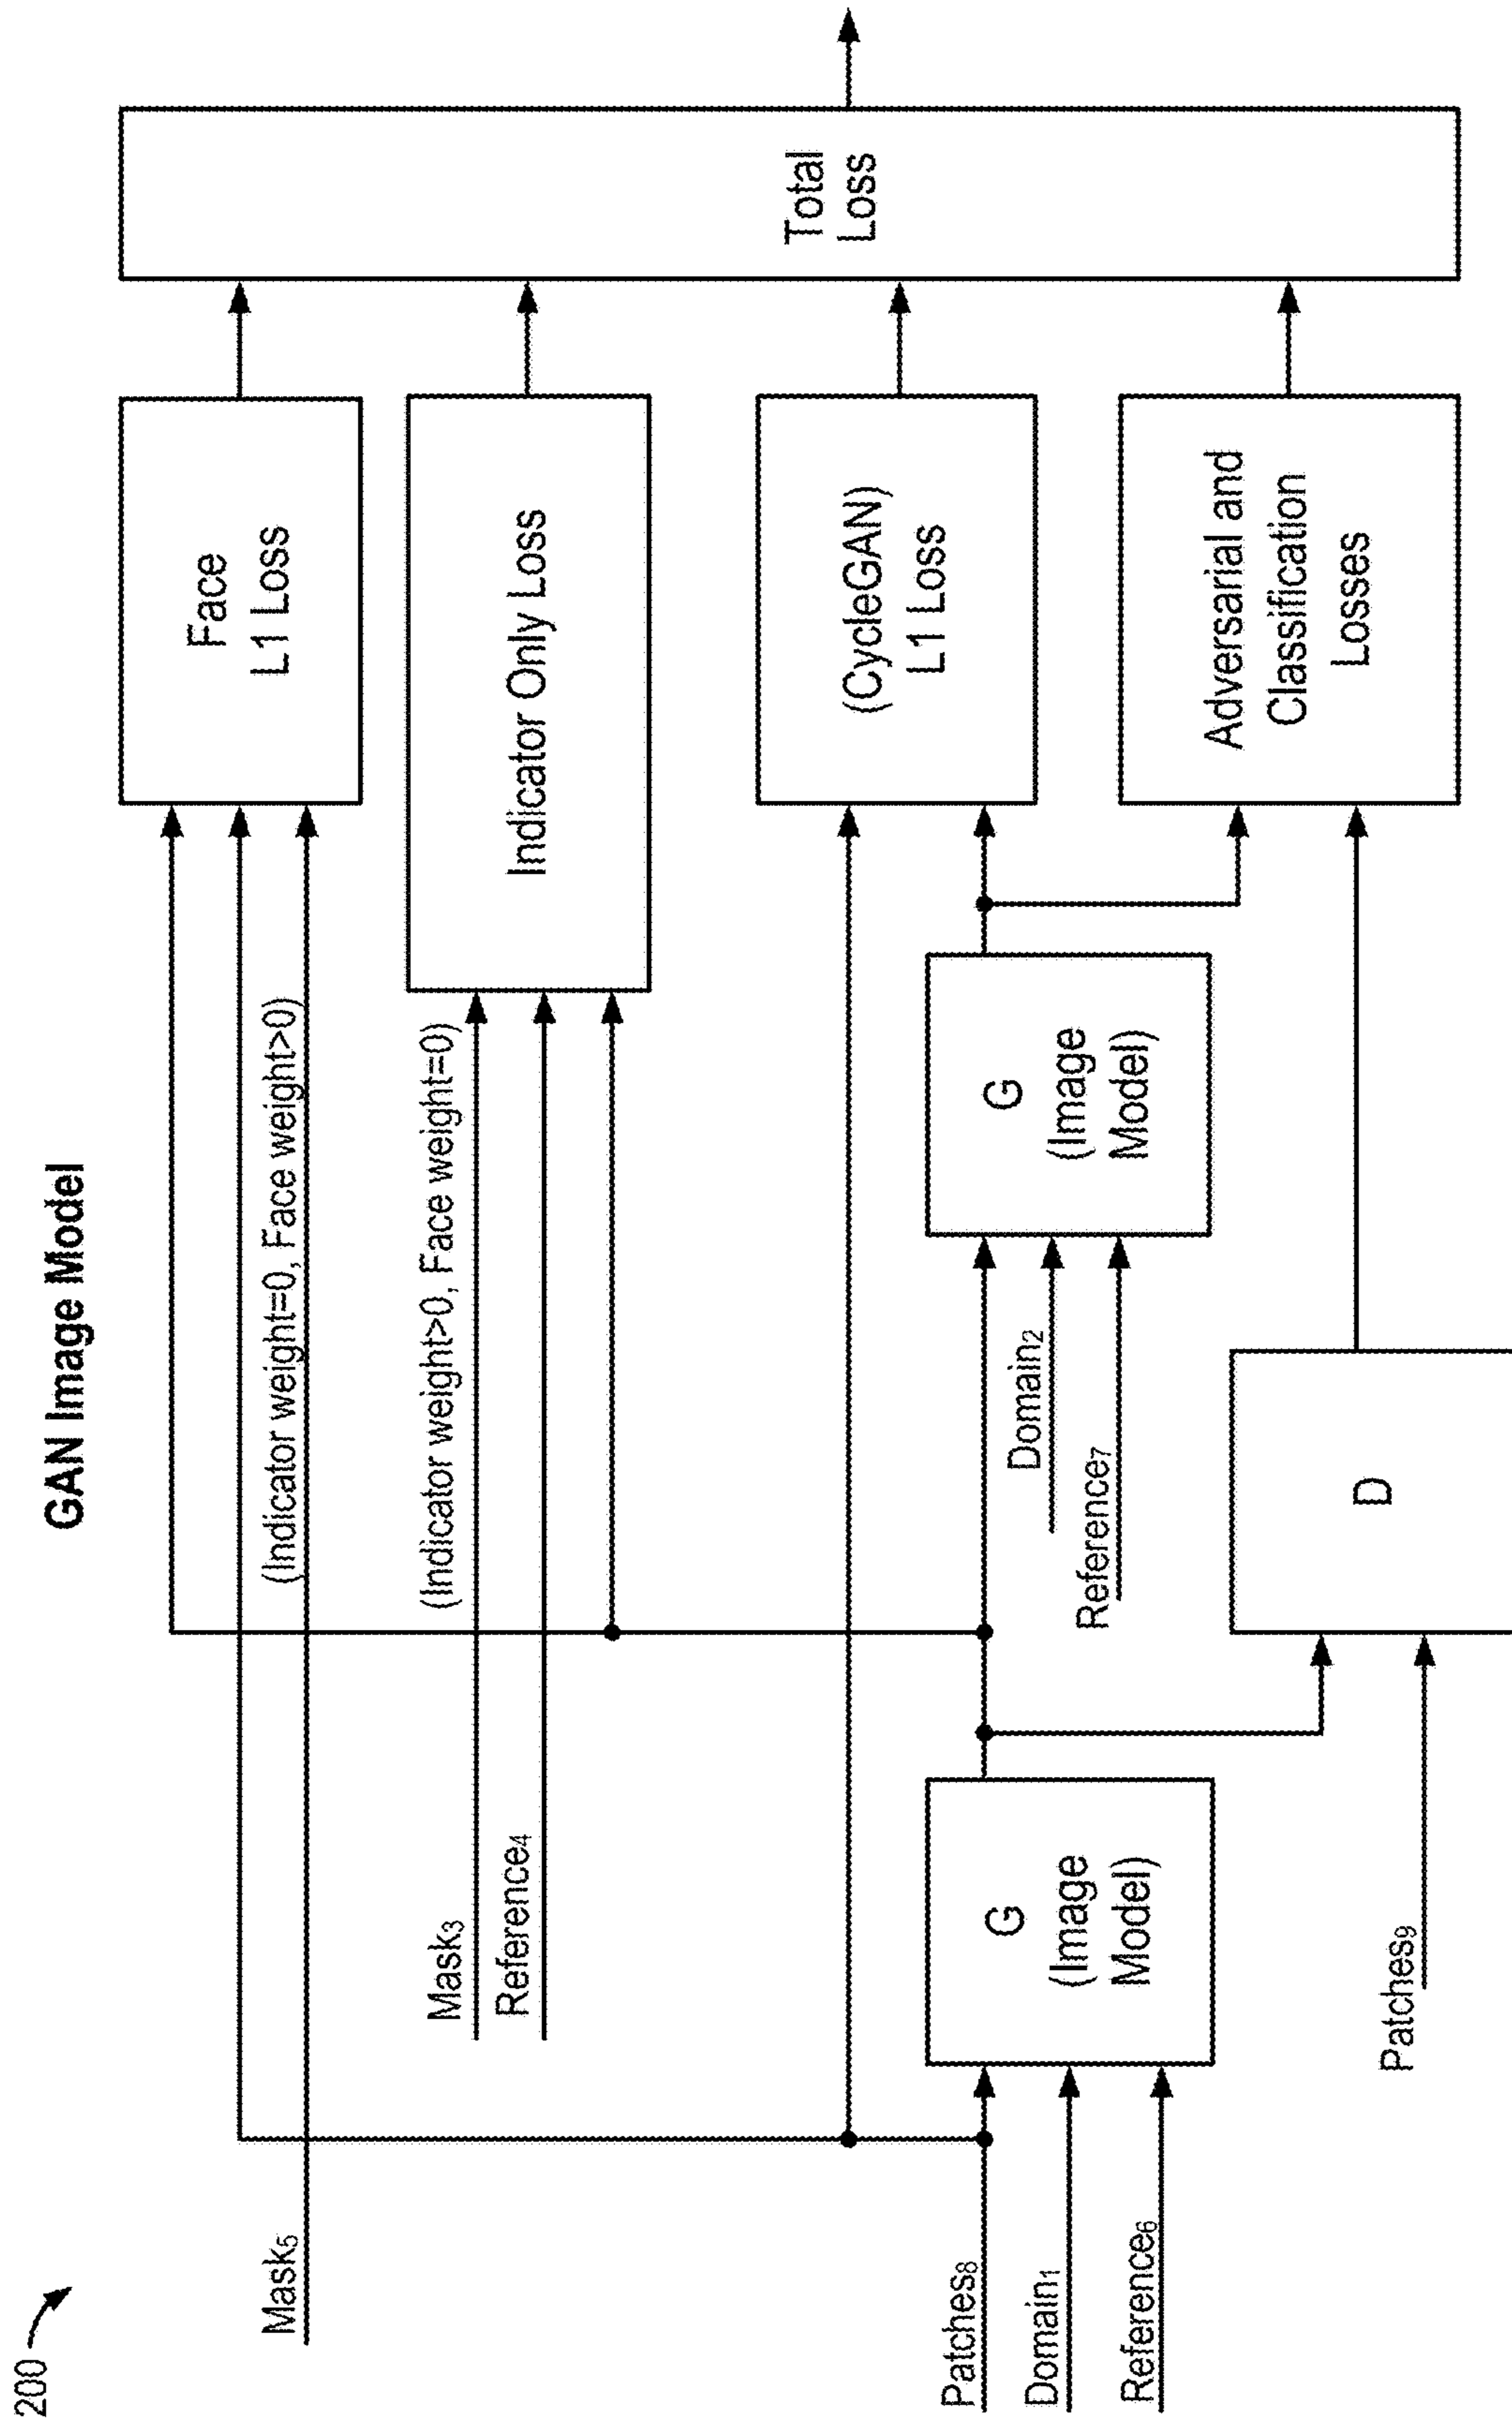 200
GAN Image Model
Mask₅
(Indicator weight=0, Face weight>0)
Face
L1 Loss
Mask₃
(Indicator weight>0, Face weight=0)
Reference₄
Indicator Only Loss
Total
Loss
(CycleGAN)
L1 Loss
Patches₈
Domain₁
Reference₆
G
(Image
Model)
Domain₂
Reference₇
G
(Image
Model)
Adversarial and
Classification
Losses
Patches₉
D